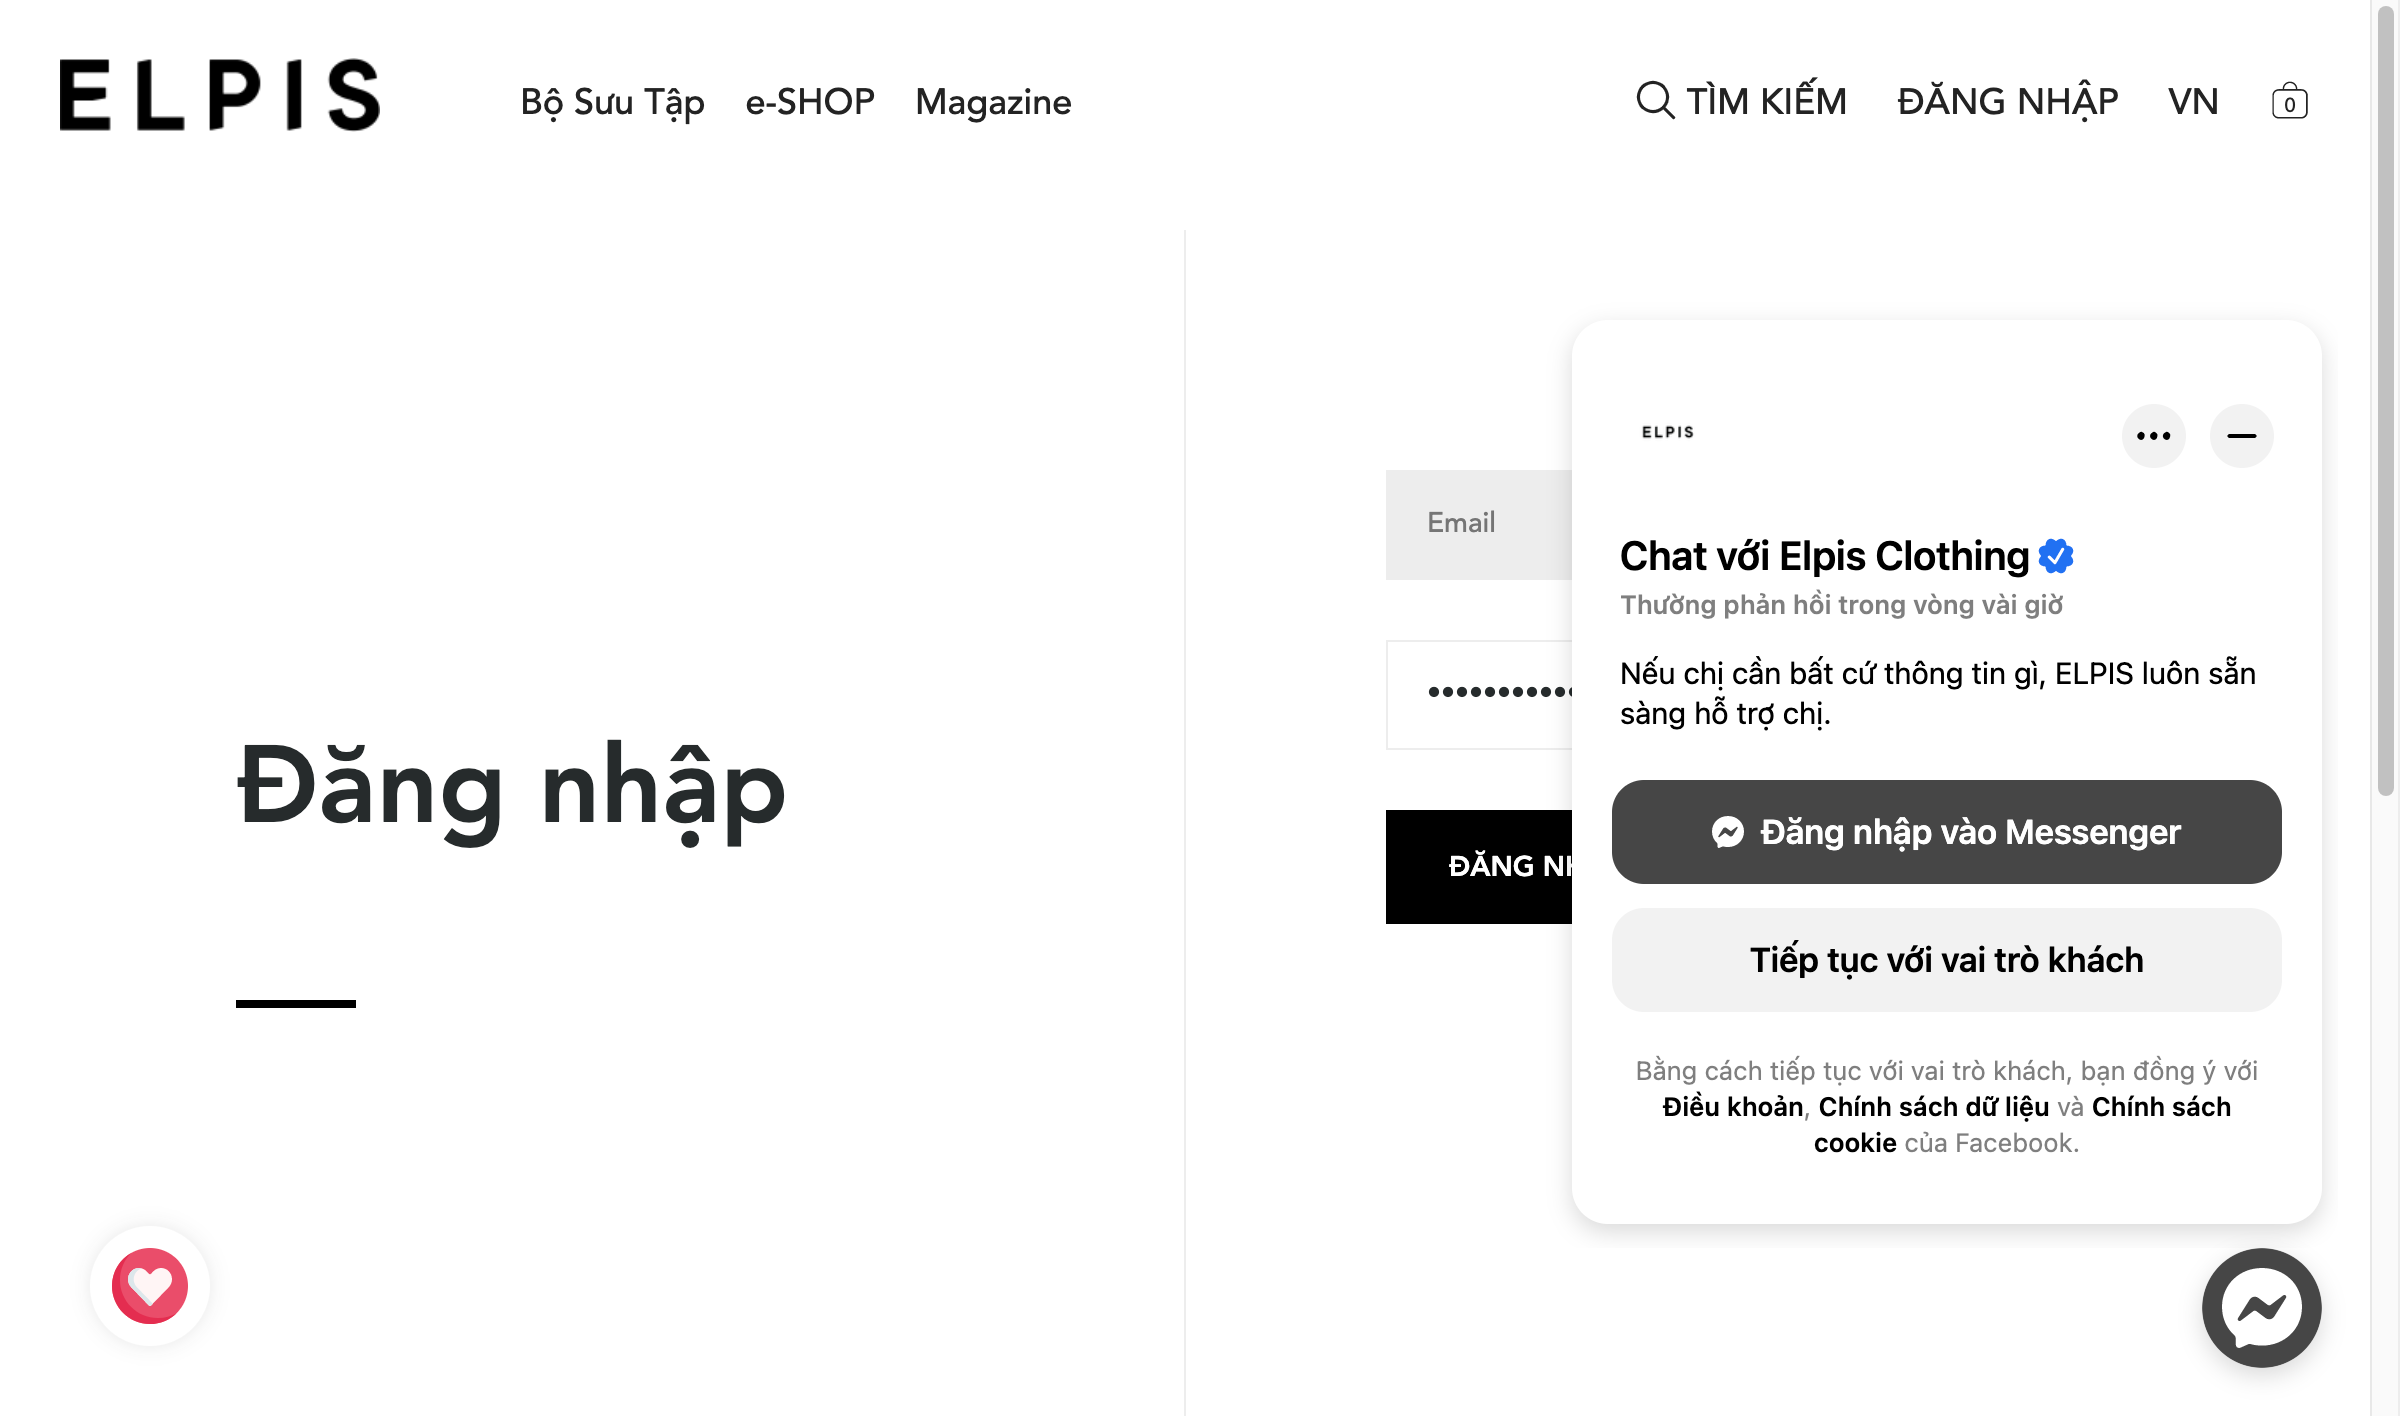 ELPIS
Bộ Sưu Tập
e-SHOP
Magazine
TÌM KIẾM
ĐĂNG NHẬP
VN
0
Đăng nhập
Email
ĐĂNG NH
ELPIS
Chat với Elpis Clothing
Thường phản hồi trong vòng vài giờ
Nếu chị cần bất cứ thông tin gì, ELPIS luôn sẵn
sàng hỗ trợ chị.
Đăng nhập vào Messenger
Tiếp tục với vai trò khách
Bằng cách tiếp tục với vai trò khách, bạn đồng ý với
Điều khoản, Chính sách dữ liệu và Chính sách
cookie của Facebook.